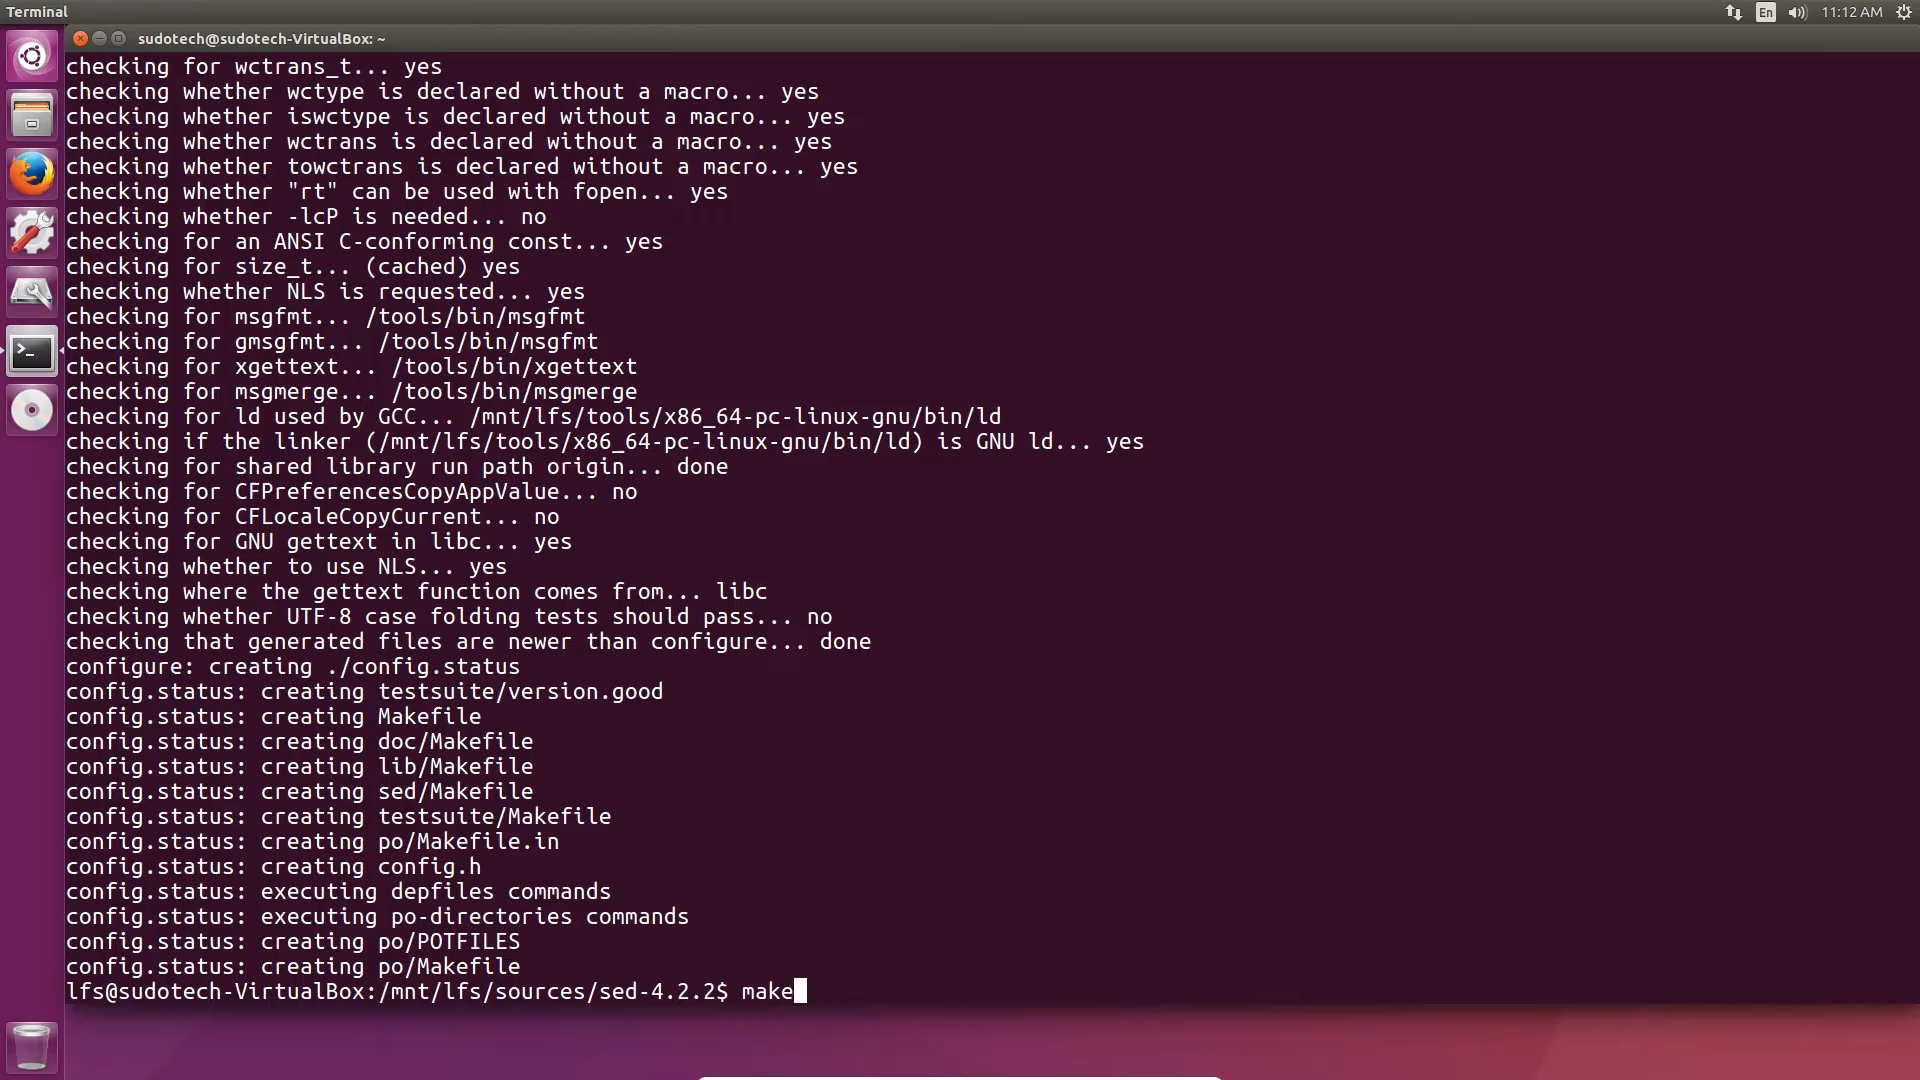 Terminal
En
11:12 AM
sudotech@sudotech-VirtualBox: ~
checking for wctrans_t... yes
checking whether wctype is declared without a macro... yes
checking whether iswctype is declared without a macro... yes
checking whether wctrans is declared without a macro... yes
checking whether towctrans is declared without a macro... yes
checking whether "rt" can be used with fopen... yes
checking whether -lcP is needed... no
checking for an ANSI C-conforming const... yes
checking for size_t... (cached) yes
checking whether NLS is requested... yes
checking for msgfmt... /tools/bin/msgfmt
checking for gmsgfmt... /tools/bin/msgfmt
checking for xgettext... /tools/bin/xgettext
checking for msgmerge... /tools/bin/msgmerge
checking for ld used by GCC... /mnt/lfs/tools/x86_64-pc-linux-gnu/bin/ld
checking if the linker (/mnt/lfs/tools/x86_64-pc-linux-gnu/bin/ld) is GNU ld... yes
checking for shared library run path origin... done
checking for CFPreferencesCopyAppValue... no
checking for CFLocaleCopyCurrent... no
checking for GNU gettext in libc... yes
checking whether to use NLS... yes
checking where the gettext function comes from... libc
checking whether UTF-8 case folding tests should pass... no
checking that generated files are newer than configure... done
configure: creating ./config.status
config.status: creating testsuite/version.good
config.status: creating Makefile
config.status: creating doc/Makefile
config.status: creating lib/Makefile
config.status: creating sed/Makefile
config.status: creating testsuite/Makefile
config.status: creating po/Makefile.in
config.status: creating config.h
config.status: executing depfiles commands
config.status: executing po-directories commands
config.status: creating po/POTFILES
config.status: creating po/Makefile
lfs@sudotech-VirtualBox:/mnt/lfs/sources/sed-4.2.2$ make